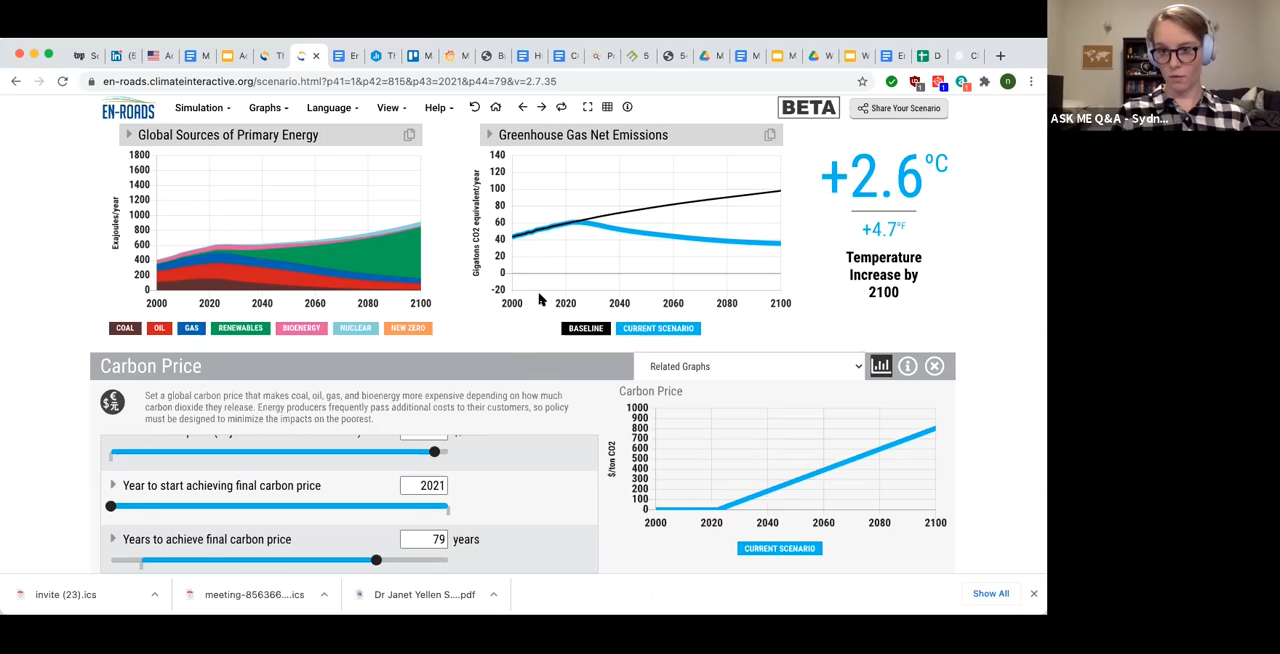 en-roads.climateinteractive.org/scenario.html?p41=1&p42=815&p43=2021&p44=79&v=2.7.35
ASK ME Q&A - Sydn...
EN-ROADS
Simulation
Graphs
Language
View
Help
BETA
Share Your Scenario
Global Sources of Primary Energy
Exajoules/year
1800
1600
1400
1200
1000
800
600
400
200
0
2000 2020 2040 2060 2080 2100
COAL OIL GAS RENEWABLES BIOENERGY NUCLEAR NEW ZERO
Greenhouse Gas Net Emissions
Gigatons CO2 equivalent/year
140
120
100
80
60
40
20
0
-20
2000 2020 2040 2060 2080 2100
BASELINE CURRENT SCENARIO
+2.6°C
+4.7°F
Temperature
Increase by
2100
Carbon Price
Related Graphs
Set a global carbon price that makes coal, oil, gas, and bioenergy more expensive depending on how much
carbon dioxide they release. Energy producers frequently pass additional costs to their customers, so policy
must be designed to minimize the impacts on the poorest.
Year to start achieving final carbon price 2021
Years to achieve final carbon price 79 years
Carbon Price
$/ton CO2
1000
900
800
700
600
500
400
300
200
100
0
2000 2020 2040 2060 2080 2100
CURRENT SCENARIO
invite (23).ics
meeting-856366....ics
Dr Janet Yellen S....pdf
Show All